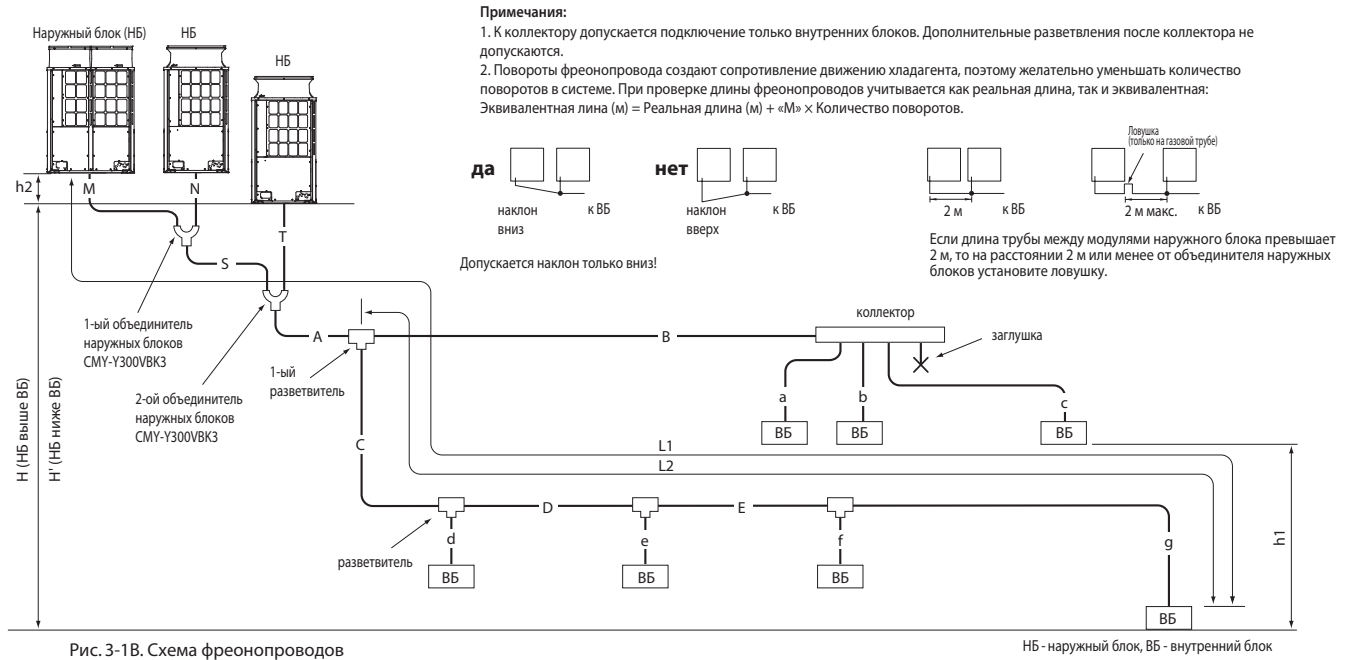 Примечания:
1. К коллектору допускается подключение только внутренних блоков. Дополнительные разветвления после коллектора не
допускаются.
2. Повороты фреонопровода создают сопротивление движению хладагента, поэтому желательно уменьшать количество
поворотов в системе. При проверке длины фреонопроводов учитывается как реальная длина, так и эквивалентная:
Эквивалентная лина (м) = Реальная длина (м) + «М» × Количество поворотов.
Наружный блок (НБ)
НБ
НБ
да
наклон
вниз
к ВБ
нет
наклон
вверх
к ВБ
Допускается наклон только вниз!
2 м
к ВБ
Ловушка
(только на газовой трубе)
2 м макс.
к ВБ
Если длина трубы между модулями наружного блока превышает
2 м, то на расстоянии 2 м или менее от объединителя наружных
блоков установите ловушку.
h2
M
N
T
S
1-ый объединитель
наружных блоков
CMY-Y300VBK3
2-ой объединитель
наружных блоков
CMY-Y300VBK3
A
1-ый
разветвитель
B
коллектор
заглушка
a
b
c
ВБ
ВБ
ВБ
H (НБ выше ВБ)
H' (НБ ниже ВБ)
C
L1
L2
D
E
разветвитель
d
e
f
g
ВБ
ВБ
ВБ
ВБ
h1
Рис. 3-1В. Схема фреонопроводов
НБ - наружный блок, ВБ - внутренний блок